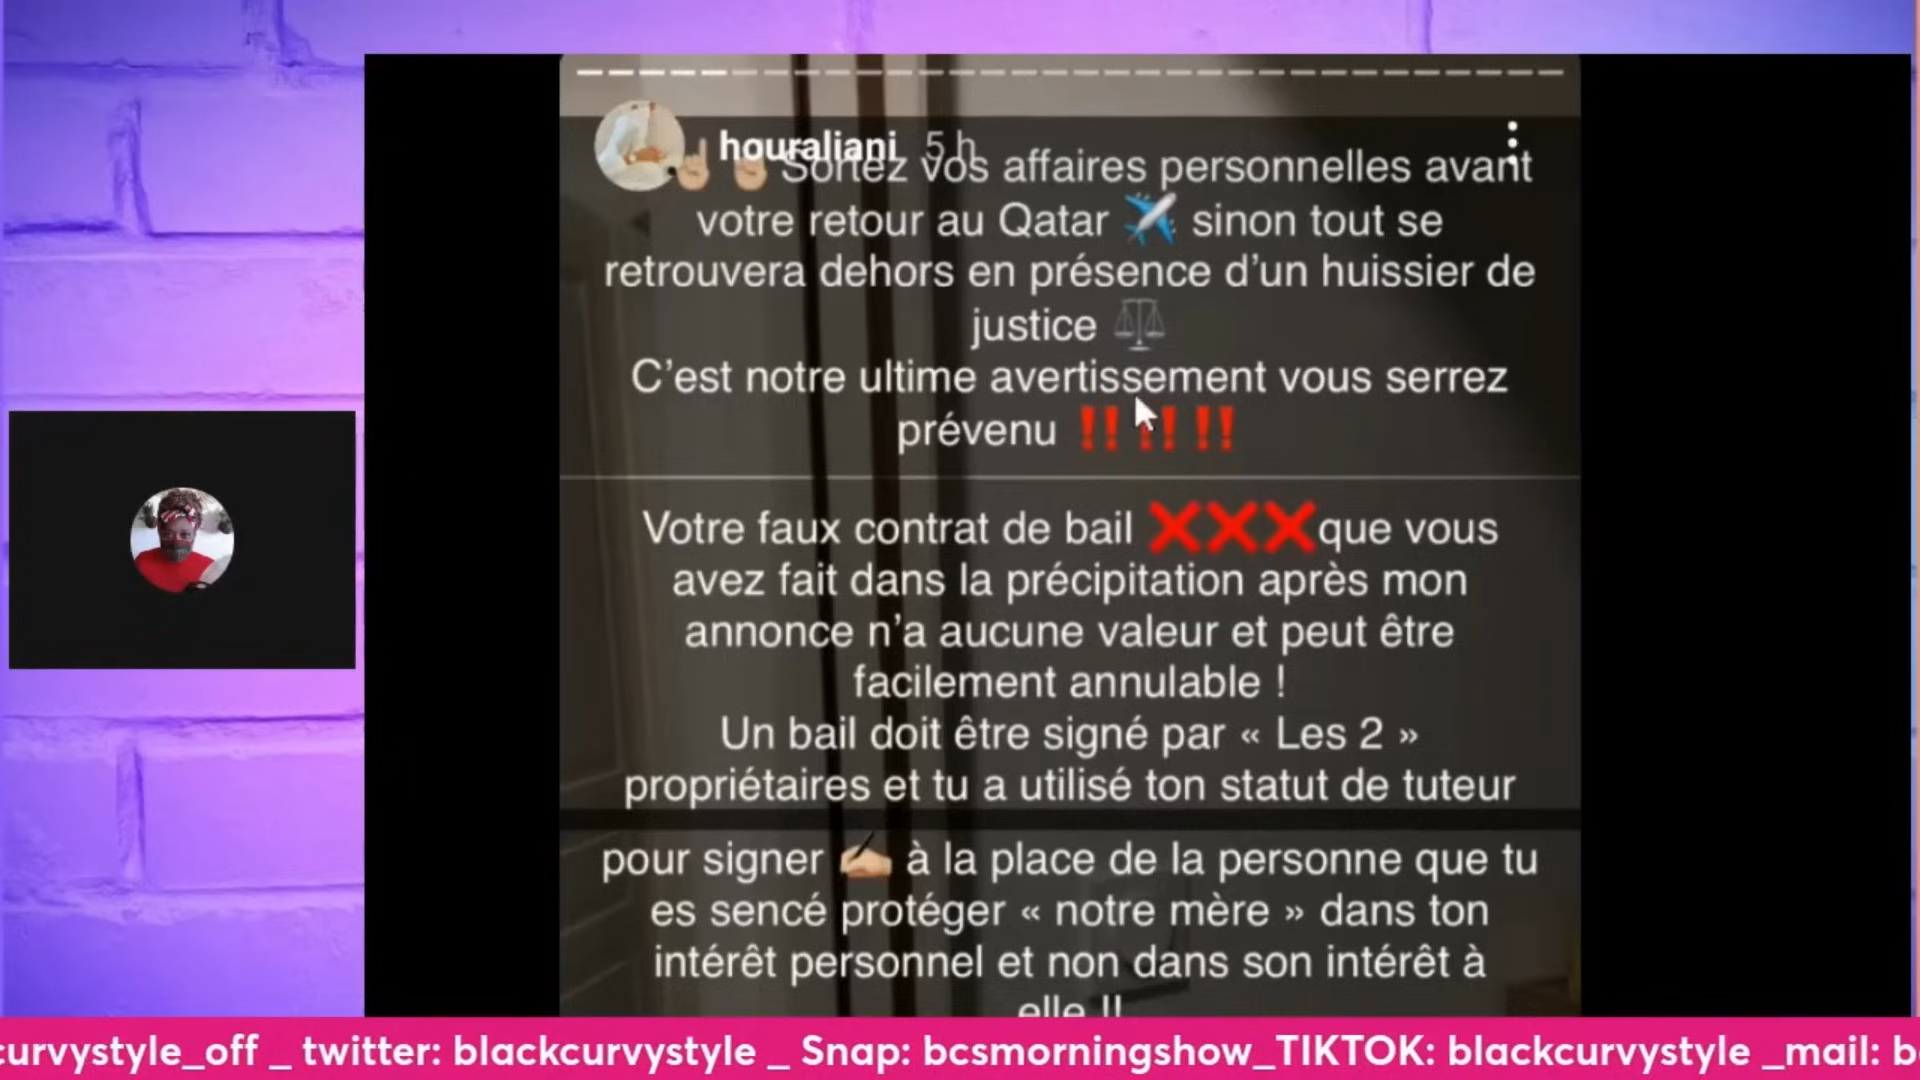 houraliani 5 h
Sortez vos affaires personnelles avant
votre retour au Qatar ✈️ sinon tout se
retrouvera dehors en présence d’un huissier de
justice ⚖️
C’est notre ultime avertissement vous serrez
prévenu ‼️‼️‼️
Votre faux contrat de bail ❌❌❌que vous
avez fait dans la précipitation après mon
annonce n’a aucune valeur et peut être
facilement annulable !
Un bail doit être signé par « Les 2 »
propriétaires et tu a utilisé ton statut de tuteur
pour signer ✍🏼 à la place de la personne que tu
es sencé protéger « notre mère » dans ton
intérêt personnel et non dans son intérêt à
elle !!
curvystyle_off _ twitter: blackcurvystyle _ Snap: bcsmorningshow_TIKTOK: blackcurvystyle _mail: